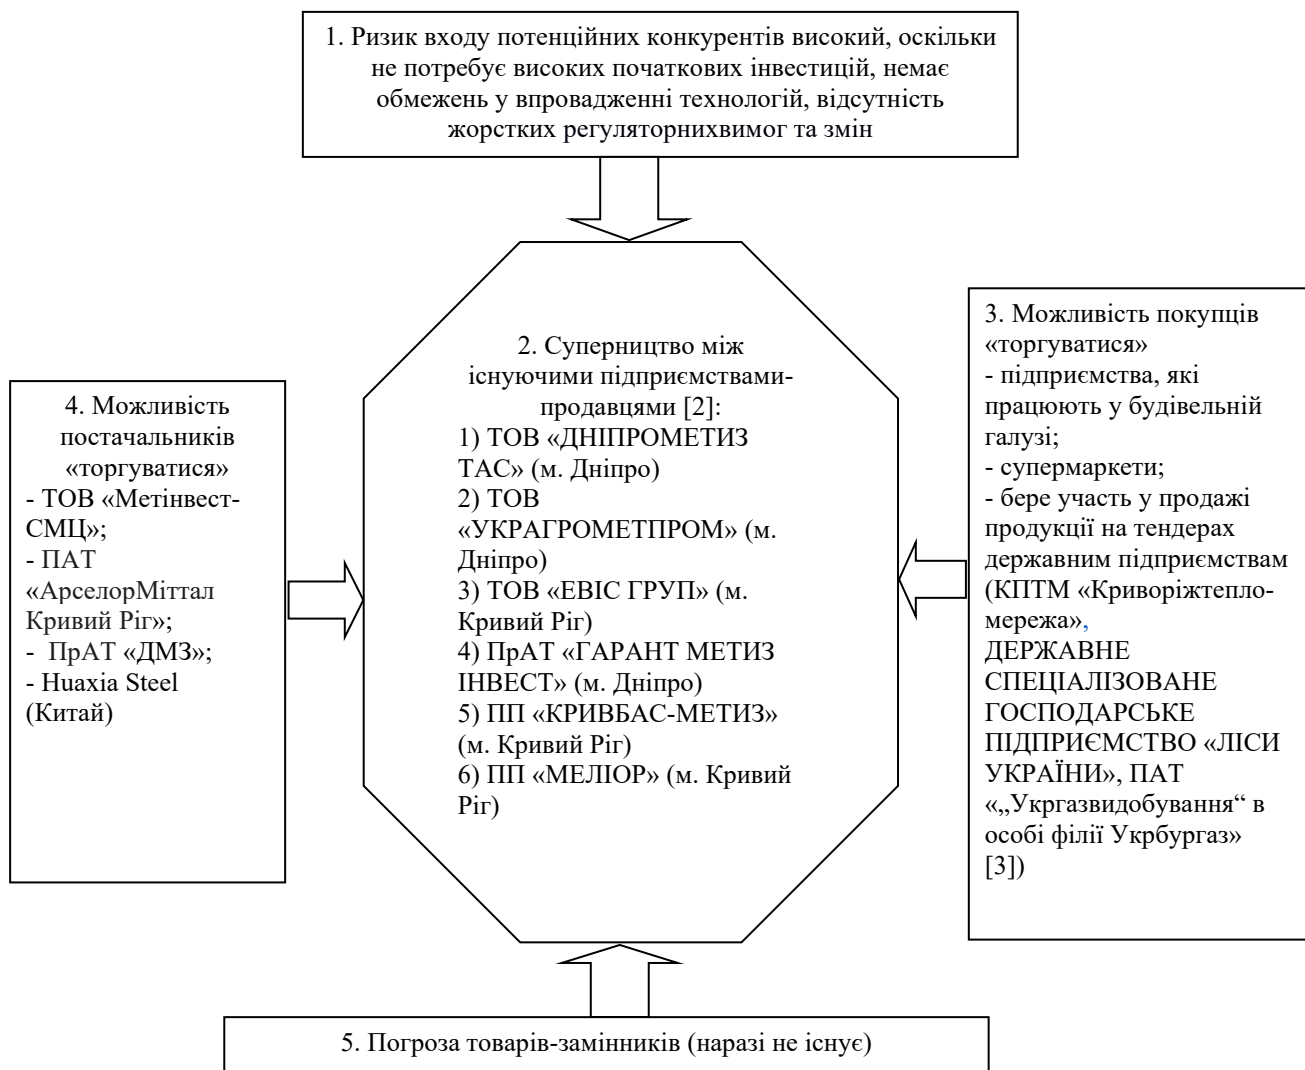 1. Ризик входу потенційних конкурентів високий, оскільки
не потребує високих початкових інвестицій, немає
обмежень у впровадженні технологій, відсутність
жорстких регуляторнихвимог та змін
2. Суперництво між
існуючими підприємствами-
продавцями [2]:
1) ТОВ «ДНІПРОМЕТИЗ
ТАС» (м. Дніпро)
2) ТОВ
«УКРАГРОМЕТПРОМ» (м.
Дніпро)
3) ТОВ «ЕВІС ГРУП» (м.
Кривий Ріг)
4) ПрАТ «ГАРАНТ МЕТИЗ
ІНВЕСТ» (м. Дніпро)
5) ПП «КРИВБАС-МЕТИЗ»
(м. Кривий Ріг)
6) ПП «МЕЛІОР» (м. Кривий
Ріг)
3. Можливість покупців
«торгуватися»
- підприємства, які
працюють у будівельній
галузі;
- супермаркети;
- бере участь у продажі
продукції на тендерах
державним підприємствам
(КПТМ «Криворіжтепло-
мережа»,
ДЕРЖАВНЕ
СПЕЦІАЛІЗОВАНЕ
ГОСПОДАРСЬКЕ
ПІДПРИЄМСТВО «ЛІСИ
УКРАЇНИ», ПАТ
«„Укргазвидобування“ в
особі філії Укрбургаз»
[3])
4. Можливість
постачальників
«торгуватися»
- ТОВ «Метінвест-
СМЦ»;
- ПАТ
«АрселорМіттал
Кривий Ріг»;
- ПрАТ «ДМЗ»;
- Huaxia Steel
(Китай)
5. Погроза товарів-замінників (наразі не існує)